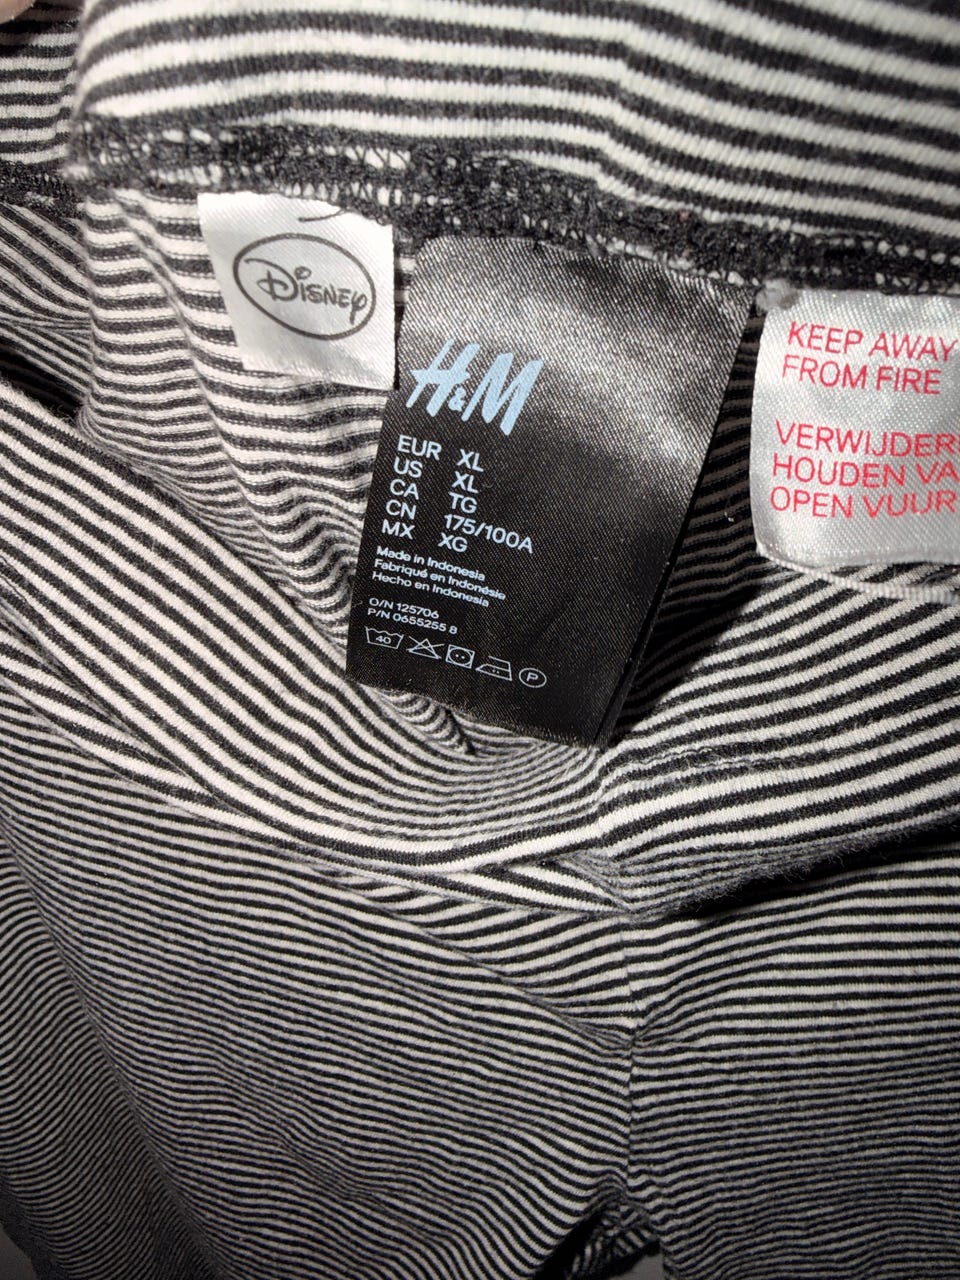 Disney
H&M
EUR XL
US XL
CA TG
CN 175/100A
MX XG
Made in Indonesia
Fabriqué en Indonésie
Hecho en Indonesia
O/N 125706
P/N 0655255 8
40
P
KEEP AWAY
FROM FIRE
VERWIJDER
HOUDEN VA
OPEN VUUR